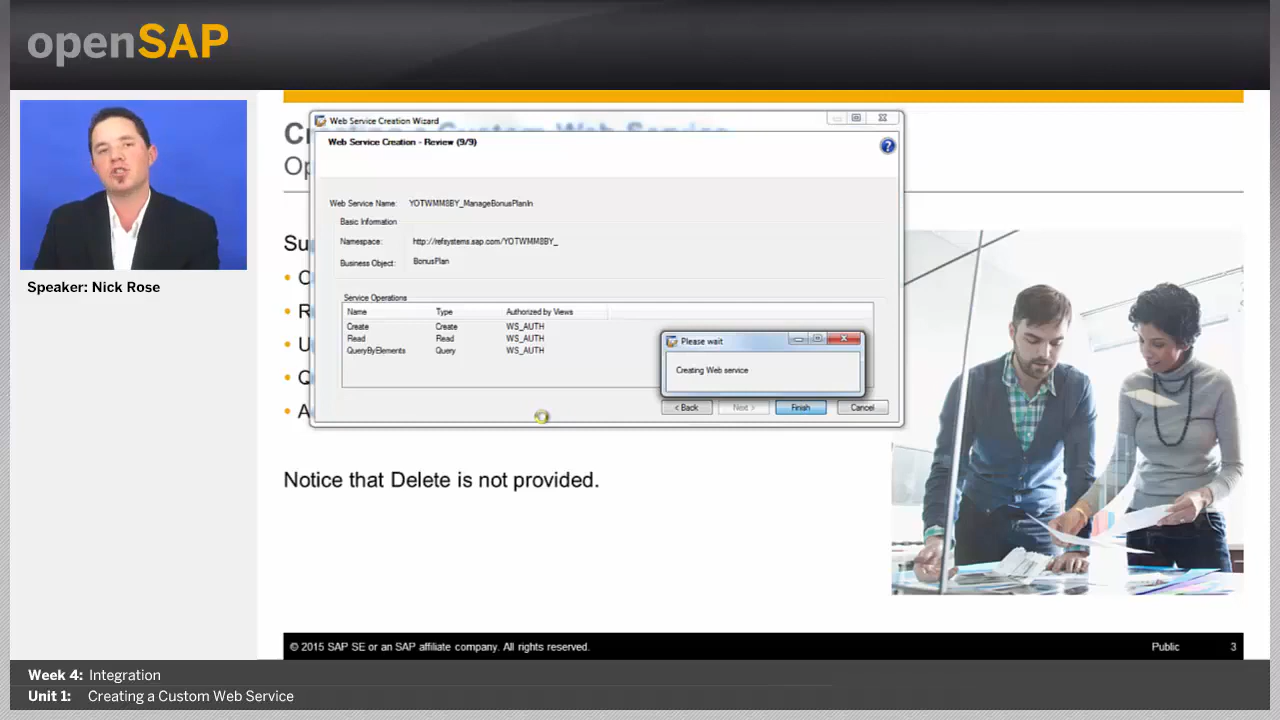 openSAP
Speaker: Nick Rose
Web Service Creation Wizard
Web Service Creation - Review (9/9)
Web Service Name: YOTWMM8BY_ManageBonusPlanIn
Basic Information
Namespace: http://refsystems.sap.com/YOTWMM8BY_
Business Object: BonusPlan
Service Operations
Name Type Authorized by Views
Create Create WS_AUTH
Read Read WS_AUTH
QueryByElements Query WS_AUTH
Please wait
Creating Web service
< Back Next > Finish Cancel
Notice that Delete is not provided.
© 2015 SAP SE or an SAP affiliate company. All rights reserved. Public 3
Week 4: Integration
Unit 1: Creating a Custom Web Service